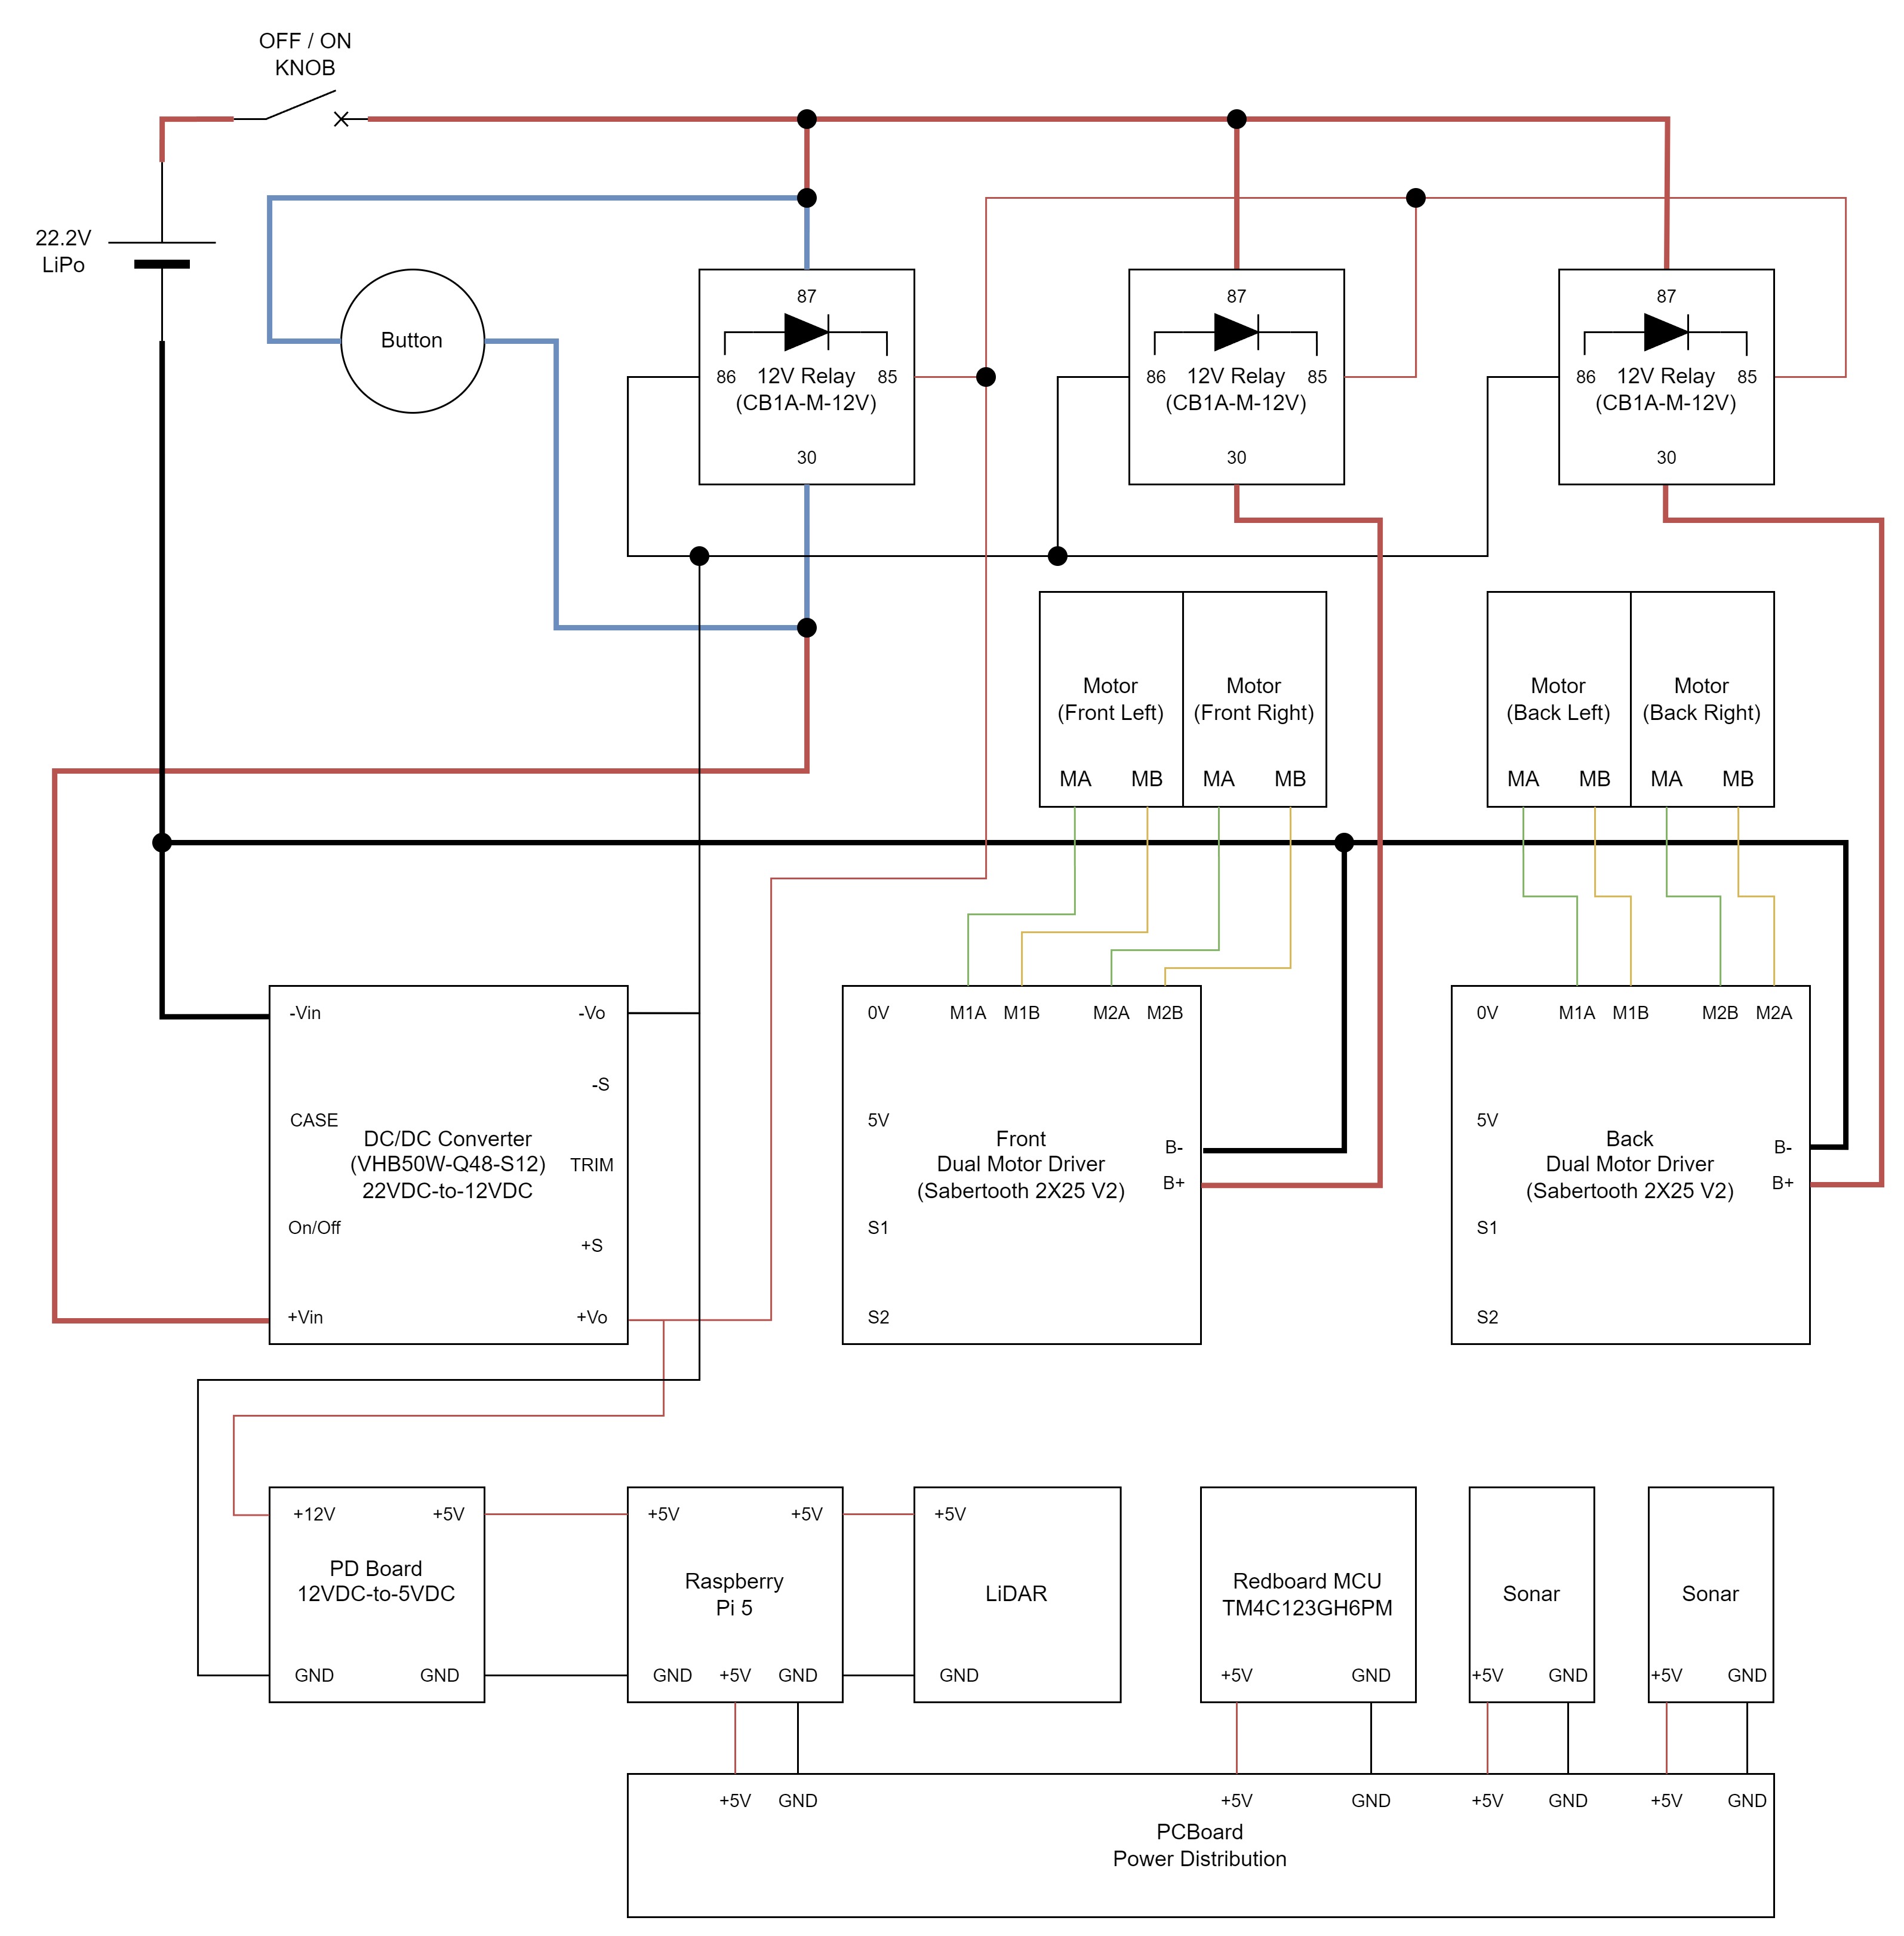 OFF / ON
KNOB
22.2V
LiPo
Button
87
86
12V Relay
85
(CB1A-M-12V)
30
87
86
12V Relay
85
(CB1A-M-12V)
30
87
86
12V Relay
85
(CB1A-M-12V)
30
Motor
(Front Left)
MA
MB
Motor
(Front Right)
MA
MB
Motor
(Back Left)
MA
MB
Motor
(Back Right)
MA
MB
-Vin
-Vo
-S
CASE
DC/DC Converter
(VHB50W-Q48-S12)
22VDC-to-12VDC
TRIM
On/Off
+S
+Vin
+Vo
0V
M1A
M1B
M2A
M2B
5V
Front
Dual Motor Driver
(Sabertooth 2X25 V2)
B-
B+
S1
S2
0V
M1A
M1B
M2B
M2A
5V
Back
Dual Motor Driver
(Sabertooth 2X25 V2)
B-
B+
S1
S2
+12V
+5V
PD Board
12VDC-to-5VDC
GND
GND
+5V
+5V
Raspberry
Pi 5
GND
+5V
GND
+5V
LiDAR
GND
Redboard MCU
TM4C123GH6PM
+5V
GND
Sonar
+5V
GND
Sonar
+5V
GND
+5V
GND
+5V
GND
+5V
GND
+5V
GND
PCBoard
Power Distribution